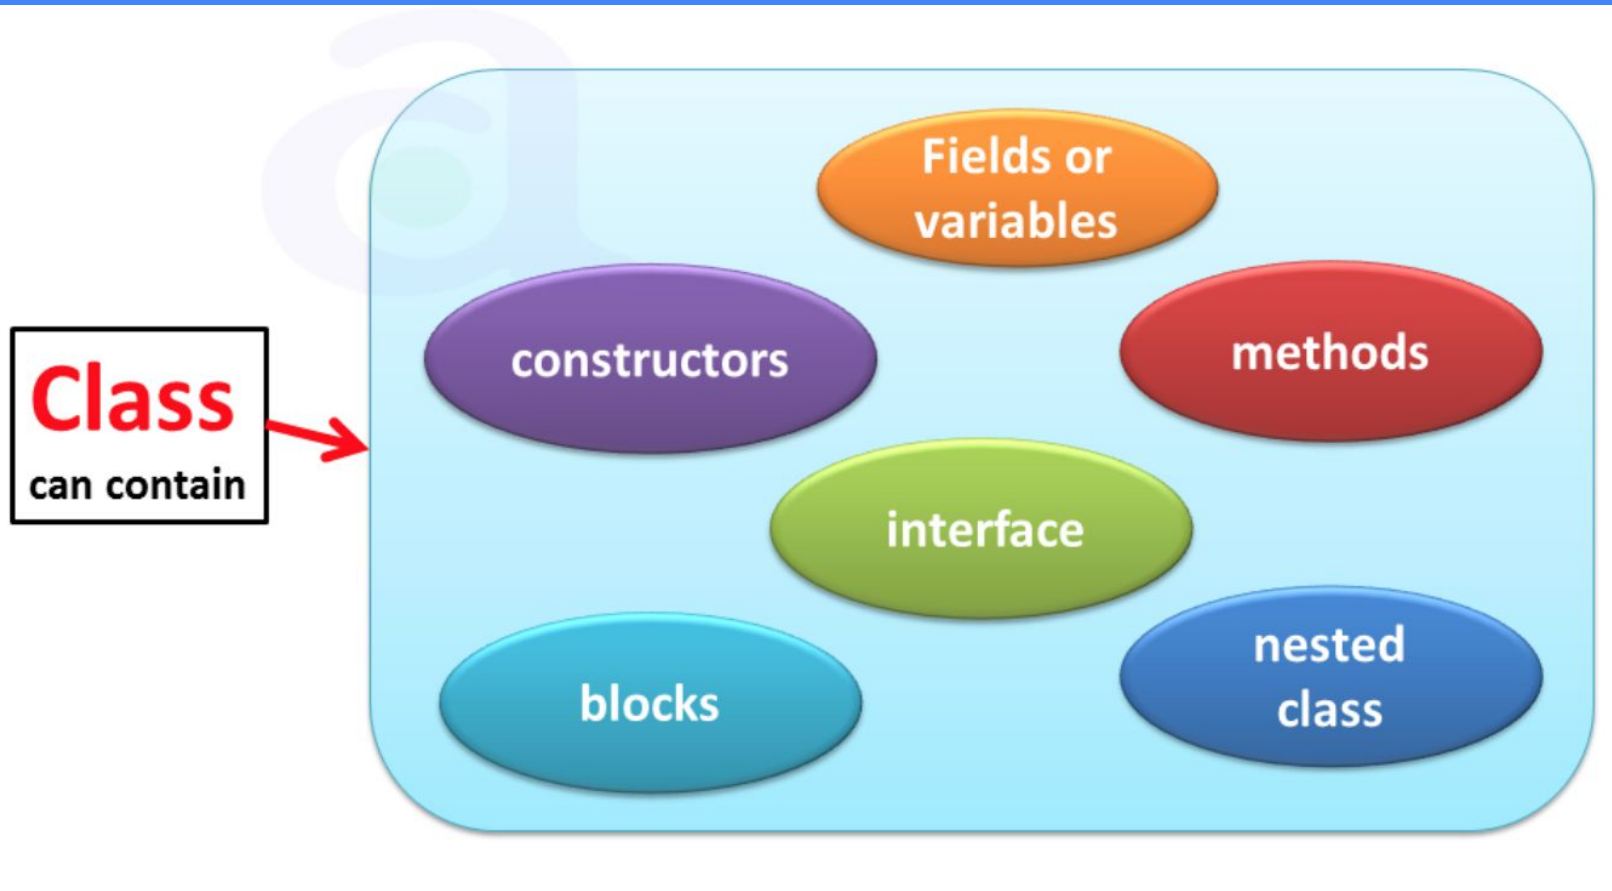 Class
can contain
Fields or
variables
constructors
methods
interface
blocks
nested
class